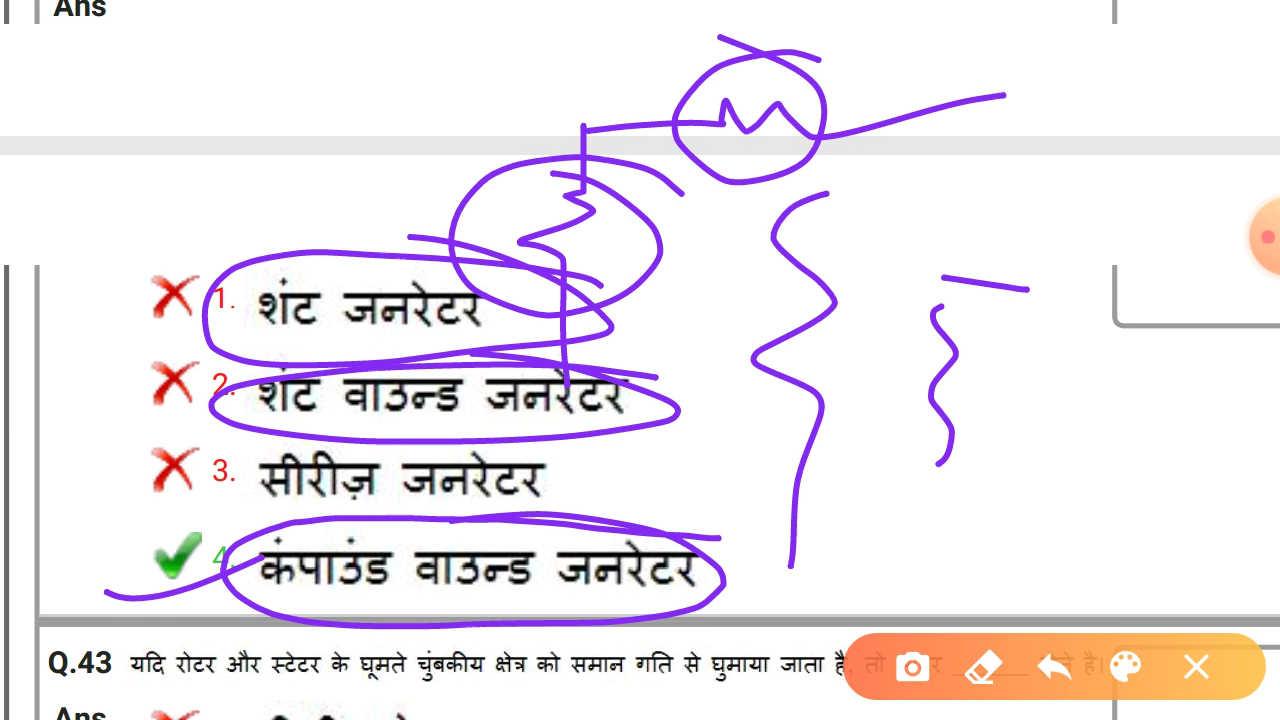 Ans
1. शंट जनरेटर
2. शंट वाउन्ड जनरेटर
3. सीरीज़ जनरेटर
4. कंपाउंड वाउन्ड जनरेटर
Q.43 यदि रोटर और स्टेटर के घूमते चुंबकीय क्षेत्र को समान गति से घुमाया जाता है, तो
Ans